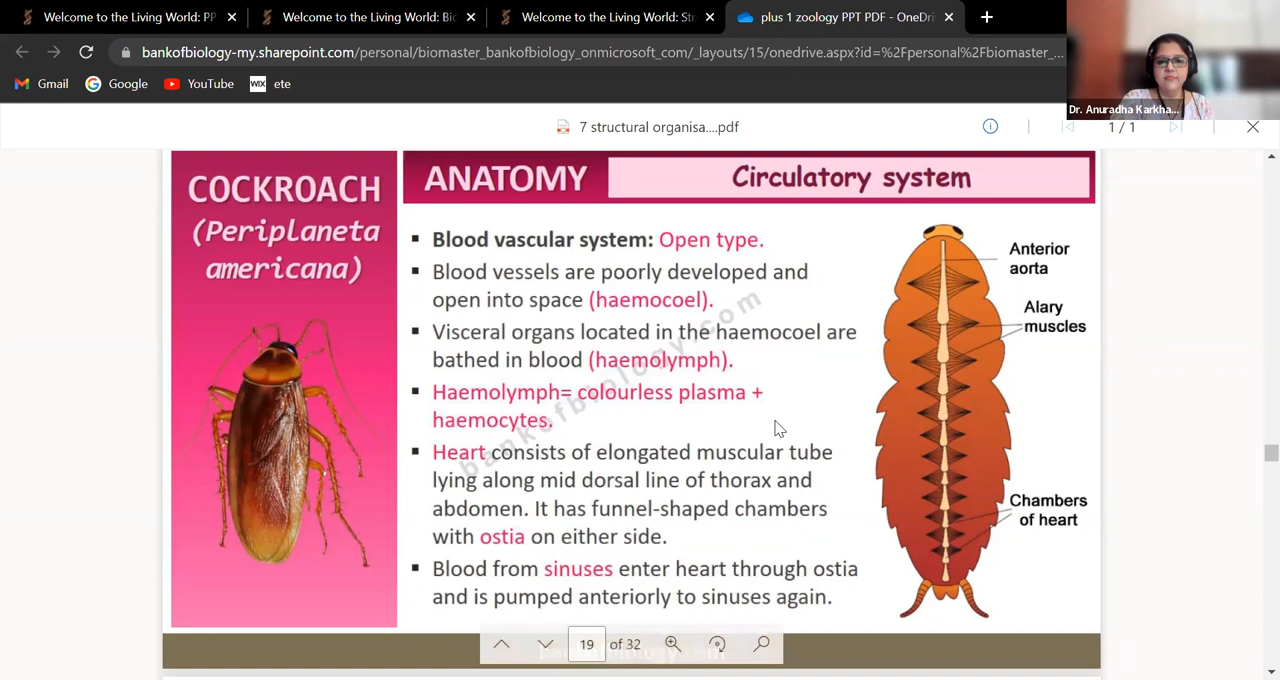 Welcome to the Living World: PP
Welcome to the Living World: Bio
Welcome to the Living World: Str
plus 1 zoology PPT PDF - OneDri
bankofbiology-my.sharepoint.com/personal/biomaster_bankofbiology_onmicrosoft_com/_layouts/15/onedrive.aspx?id=%2Fpersonal%2Fbiomaster_...
Gmail
Google
YouTube
WIX
ete
Dr. Anuradha Karkha...
7 structural organisa....pdf
1 / 1
COCKROACH
(Periplaneta
americana)
ANATOMY
Circulatory system
▪ Blood vascular system: Open type.
▪ Blood vessels are poorly developed and
open into space (haemocoel).
▪ Visceral organs located in the haemocoel are
bathed in blood (haemolymph).
▪ Haemolymph= colourless plasma +
haemocytes.
▪ Heart consists of elongated muscular tube
lying along mid dorsal line of thorax and
abdomen. It has funnel-shaped chambers
with ostia on either side.
▪ Blood from sinuses enter heart through ostia
and is pumped anteriorly to sinuses again.
Anterior
aorta
Alary
muscles
Chambers
of heart
bankofbiology.com
19 of 32